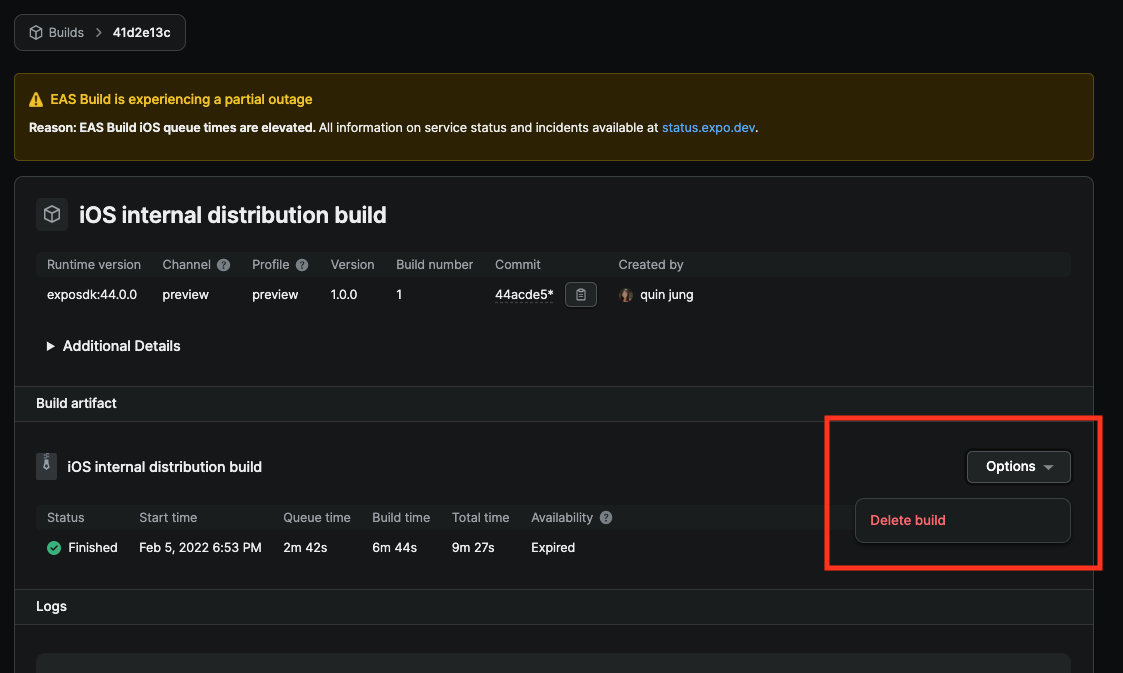 Builds > 41d2e13c
EAS Build is experiencing a partial outage
Reason: EAS Build iOS queue times are elevated. All information on service status and incidents available at status.expo.dev.
iOS internal distribution build
Runtime version Channel ? Profile ? Version Build number Commit Created by
exposdk:44.0.0 preview preview 1.0.0 1 44acde5* quin jung
Additional Details
Build artifact
iOS internal distribution build
Options
Delete build
Status Start time Queue time Build time Total time Availability ?
Finished Feb 5, 2022 6:53 PM 2m 42s 6m 44s 9m 27s Expired
Logs